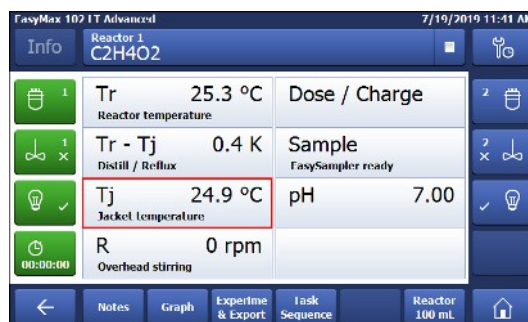 EasyMax 102 LT Advanced 7/19/2019 11:41 AM
Info
Reactor 1
C2H4O2
1
Tr 25.3 °C
Reactor temperature
Dose / Charge
2
1
x
Tr - Tj 0.4 K
Distill / Reflux
Sample
EasySampler ready
2
x
Tj 24.9 °C
Jacket temperature
pH 7.00
00:00:00
R 0 rpm
Overhead stirring
Notes
Graph
Experime
& Export
Task
Sequence
Reactor
100 mL